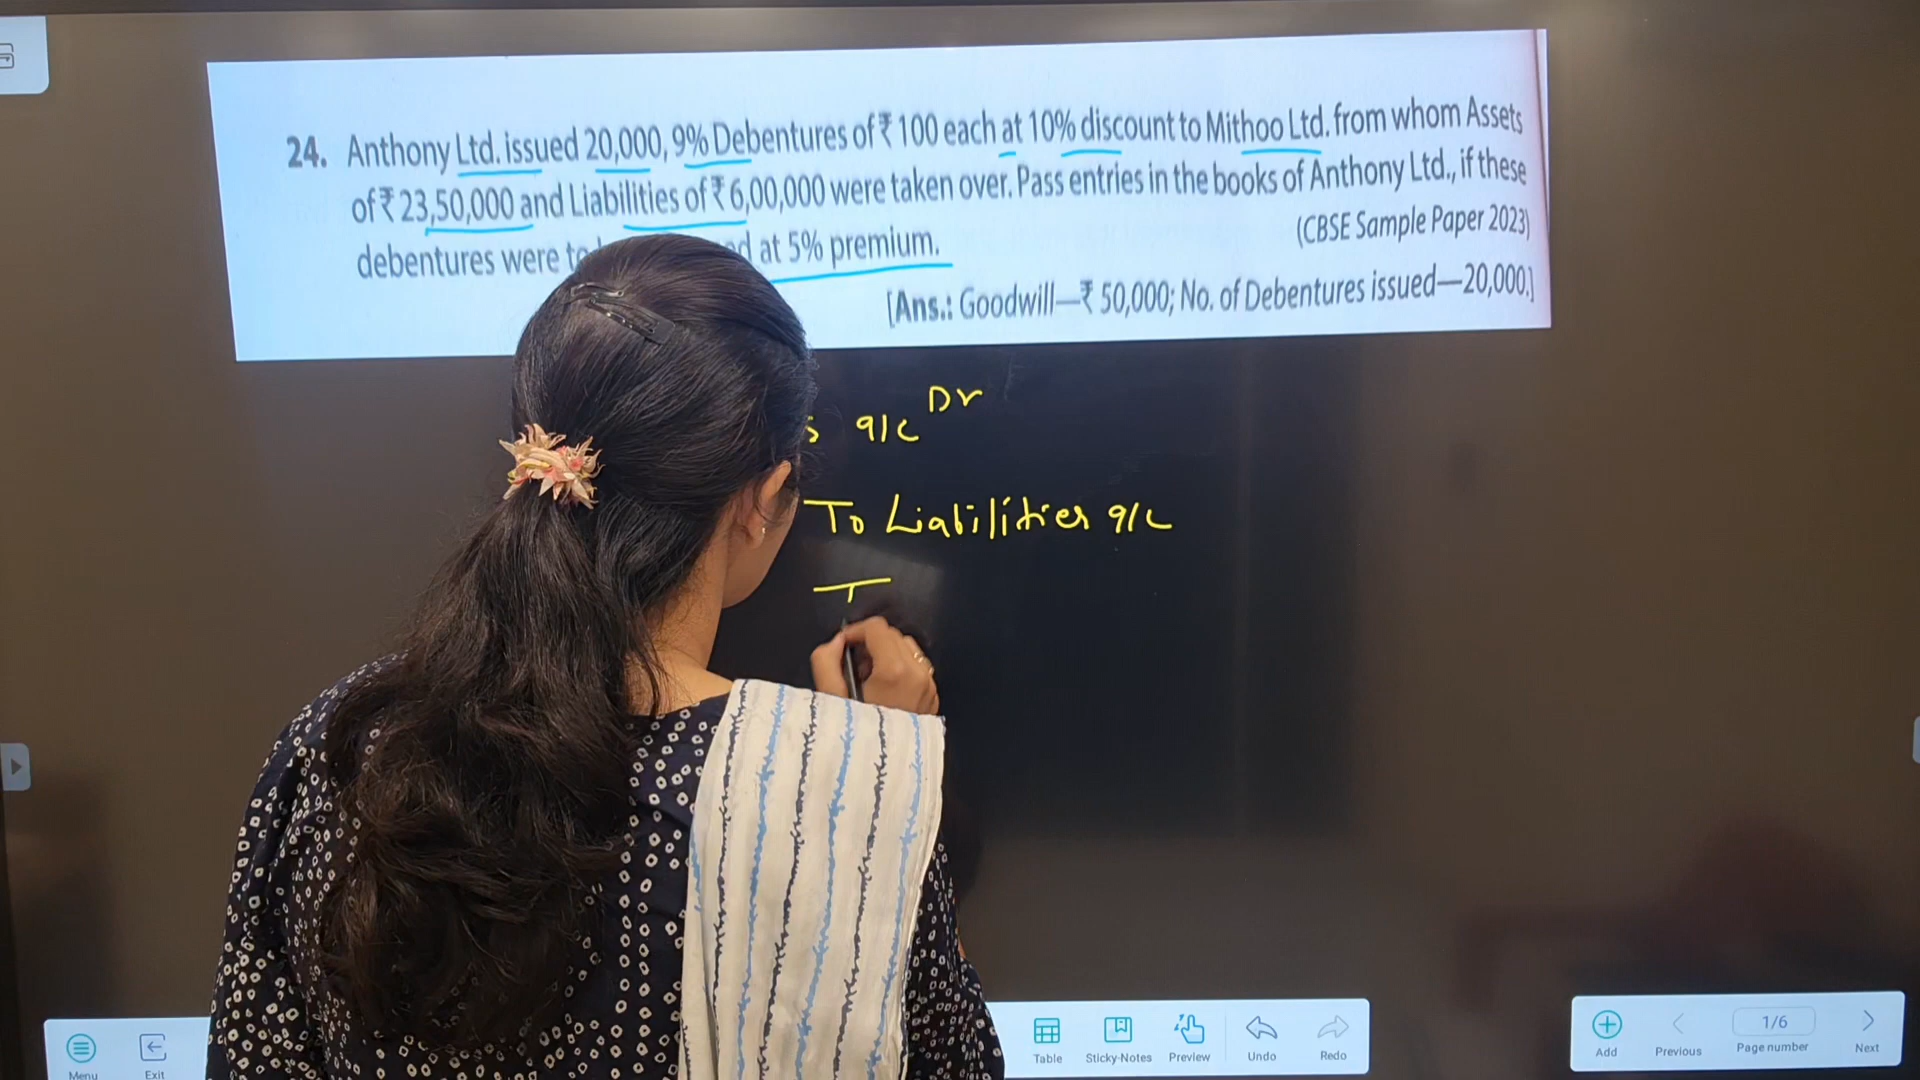 24. Anthony Ltd. issued 20,000, 9% Debentures of ₹ 100 each at 10% discount to Mithoo Ltd. from whom Assets
of ₹ 23,50,000 and Liabilities of ₹ 6,00,000 were taken over. Pass entries in the books of Anthony Ltd., if these
debentures were at 5% premium.
(CBSE Sample Paper 2023)
[Ans.: Goodwill—₹ 50,000; No. of Debentures issued—20,000.]
a/c Dr
To Liabilities a/c
T
Menu
Exit
Table
Sticky-Notes
Preview
Undo
Redo
Add
Previous
1/6
Page number
Next